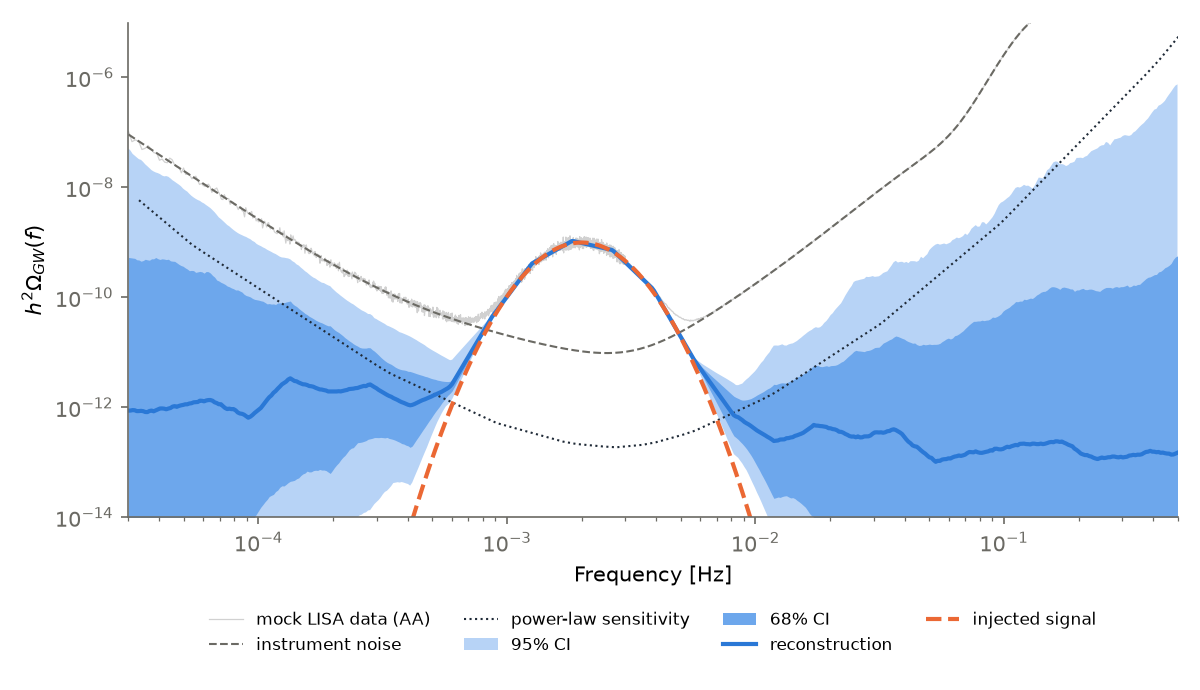 10⁻⁶
10⁻⁸
10⁻¹⁰
10⁻¹²
10⁻¹⁴
h²Ω_GW(f)
10⁻⁴ 10⁻³ 10⁻² 10⁻¹
Frequency [Hz]
mock LISA data (AA) power-law sensitivity 68% CI injected signal
instrument noise 95% CI reconstruction